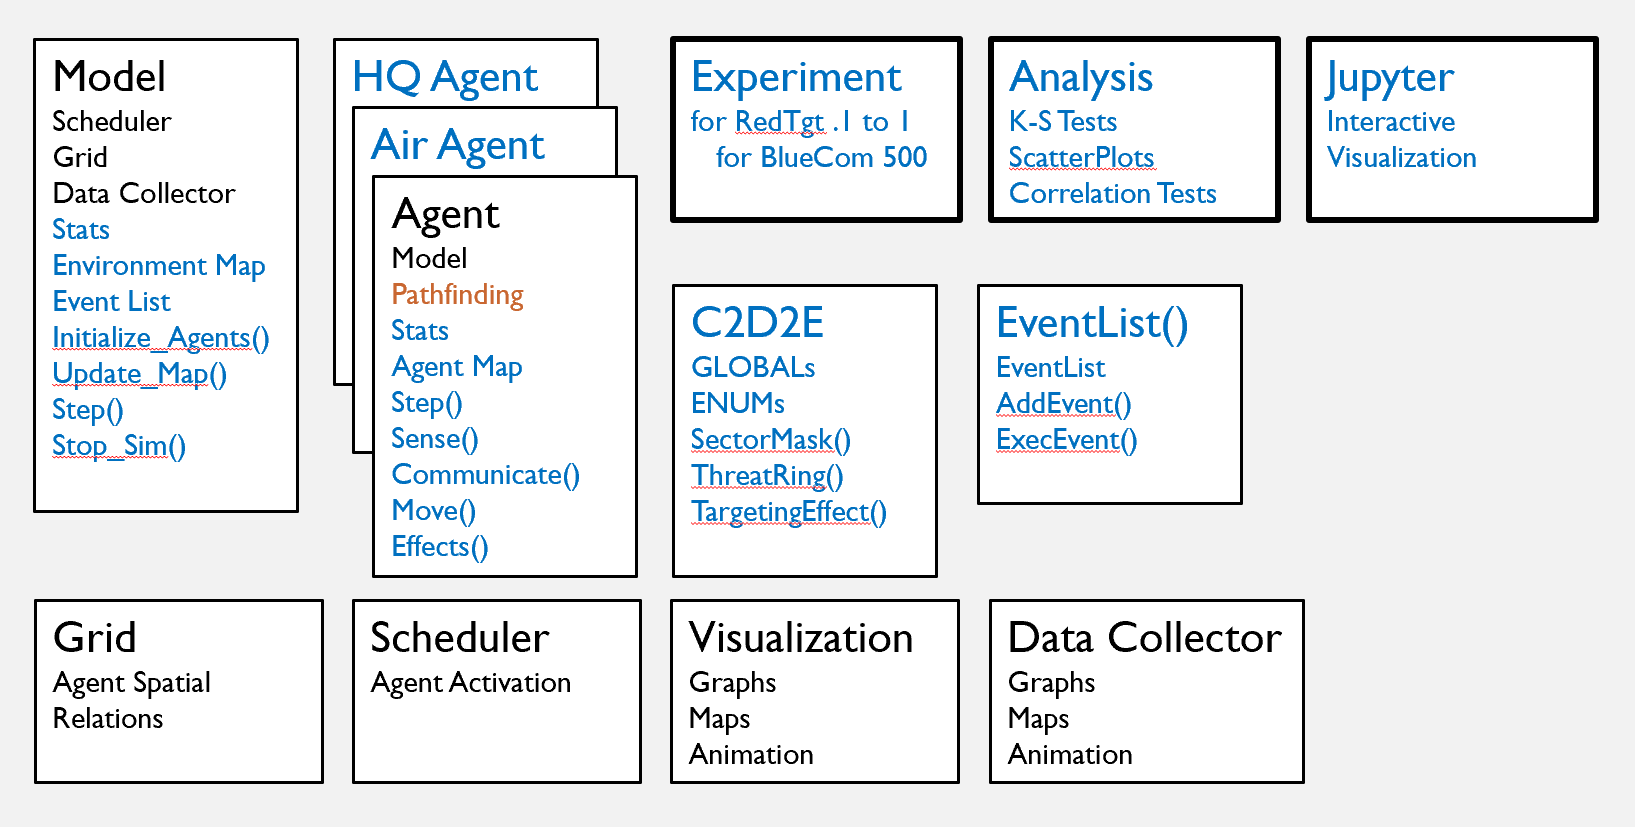 Model
Scheduler
Grid
Data Collector
Stats
Environment Map
Event List
Initialize_Agents()
Update_Map()
Step()
Stop_Sim()
HQ Agent
Air Agent
Agent
Model
Pathfinding
Stats
Agent Map
Step()
Sense()
Communicate()
Move()
Effects()
Experiment
for RedTgt .1 to 1
for BlueCom 500
Analysis
K-S Tests
ScatterPlots
Correlation Tests
Jupyter
Interactive
Visualization
C2D2E
GLOBALs
ENUMs
SectorMask()
ThreatRing()
TargetingEffect()
EventList()
EventList
AddEvent()
ExecEvent()
Grid
Agent Spatial
Relations
Scheduler
Agent Activation
Visualization
Graphs
Maps
Animation
Data Collector
Graphs
Maps
Animation